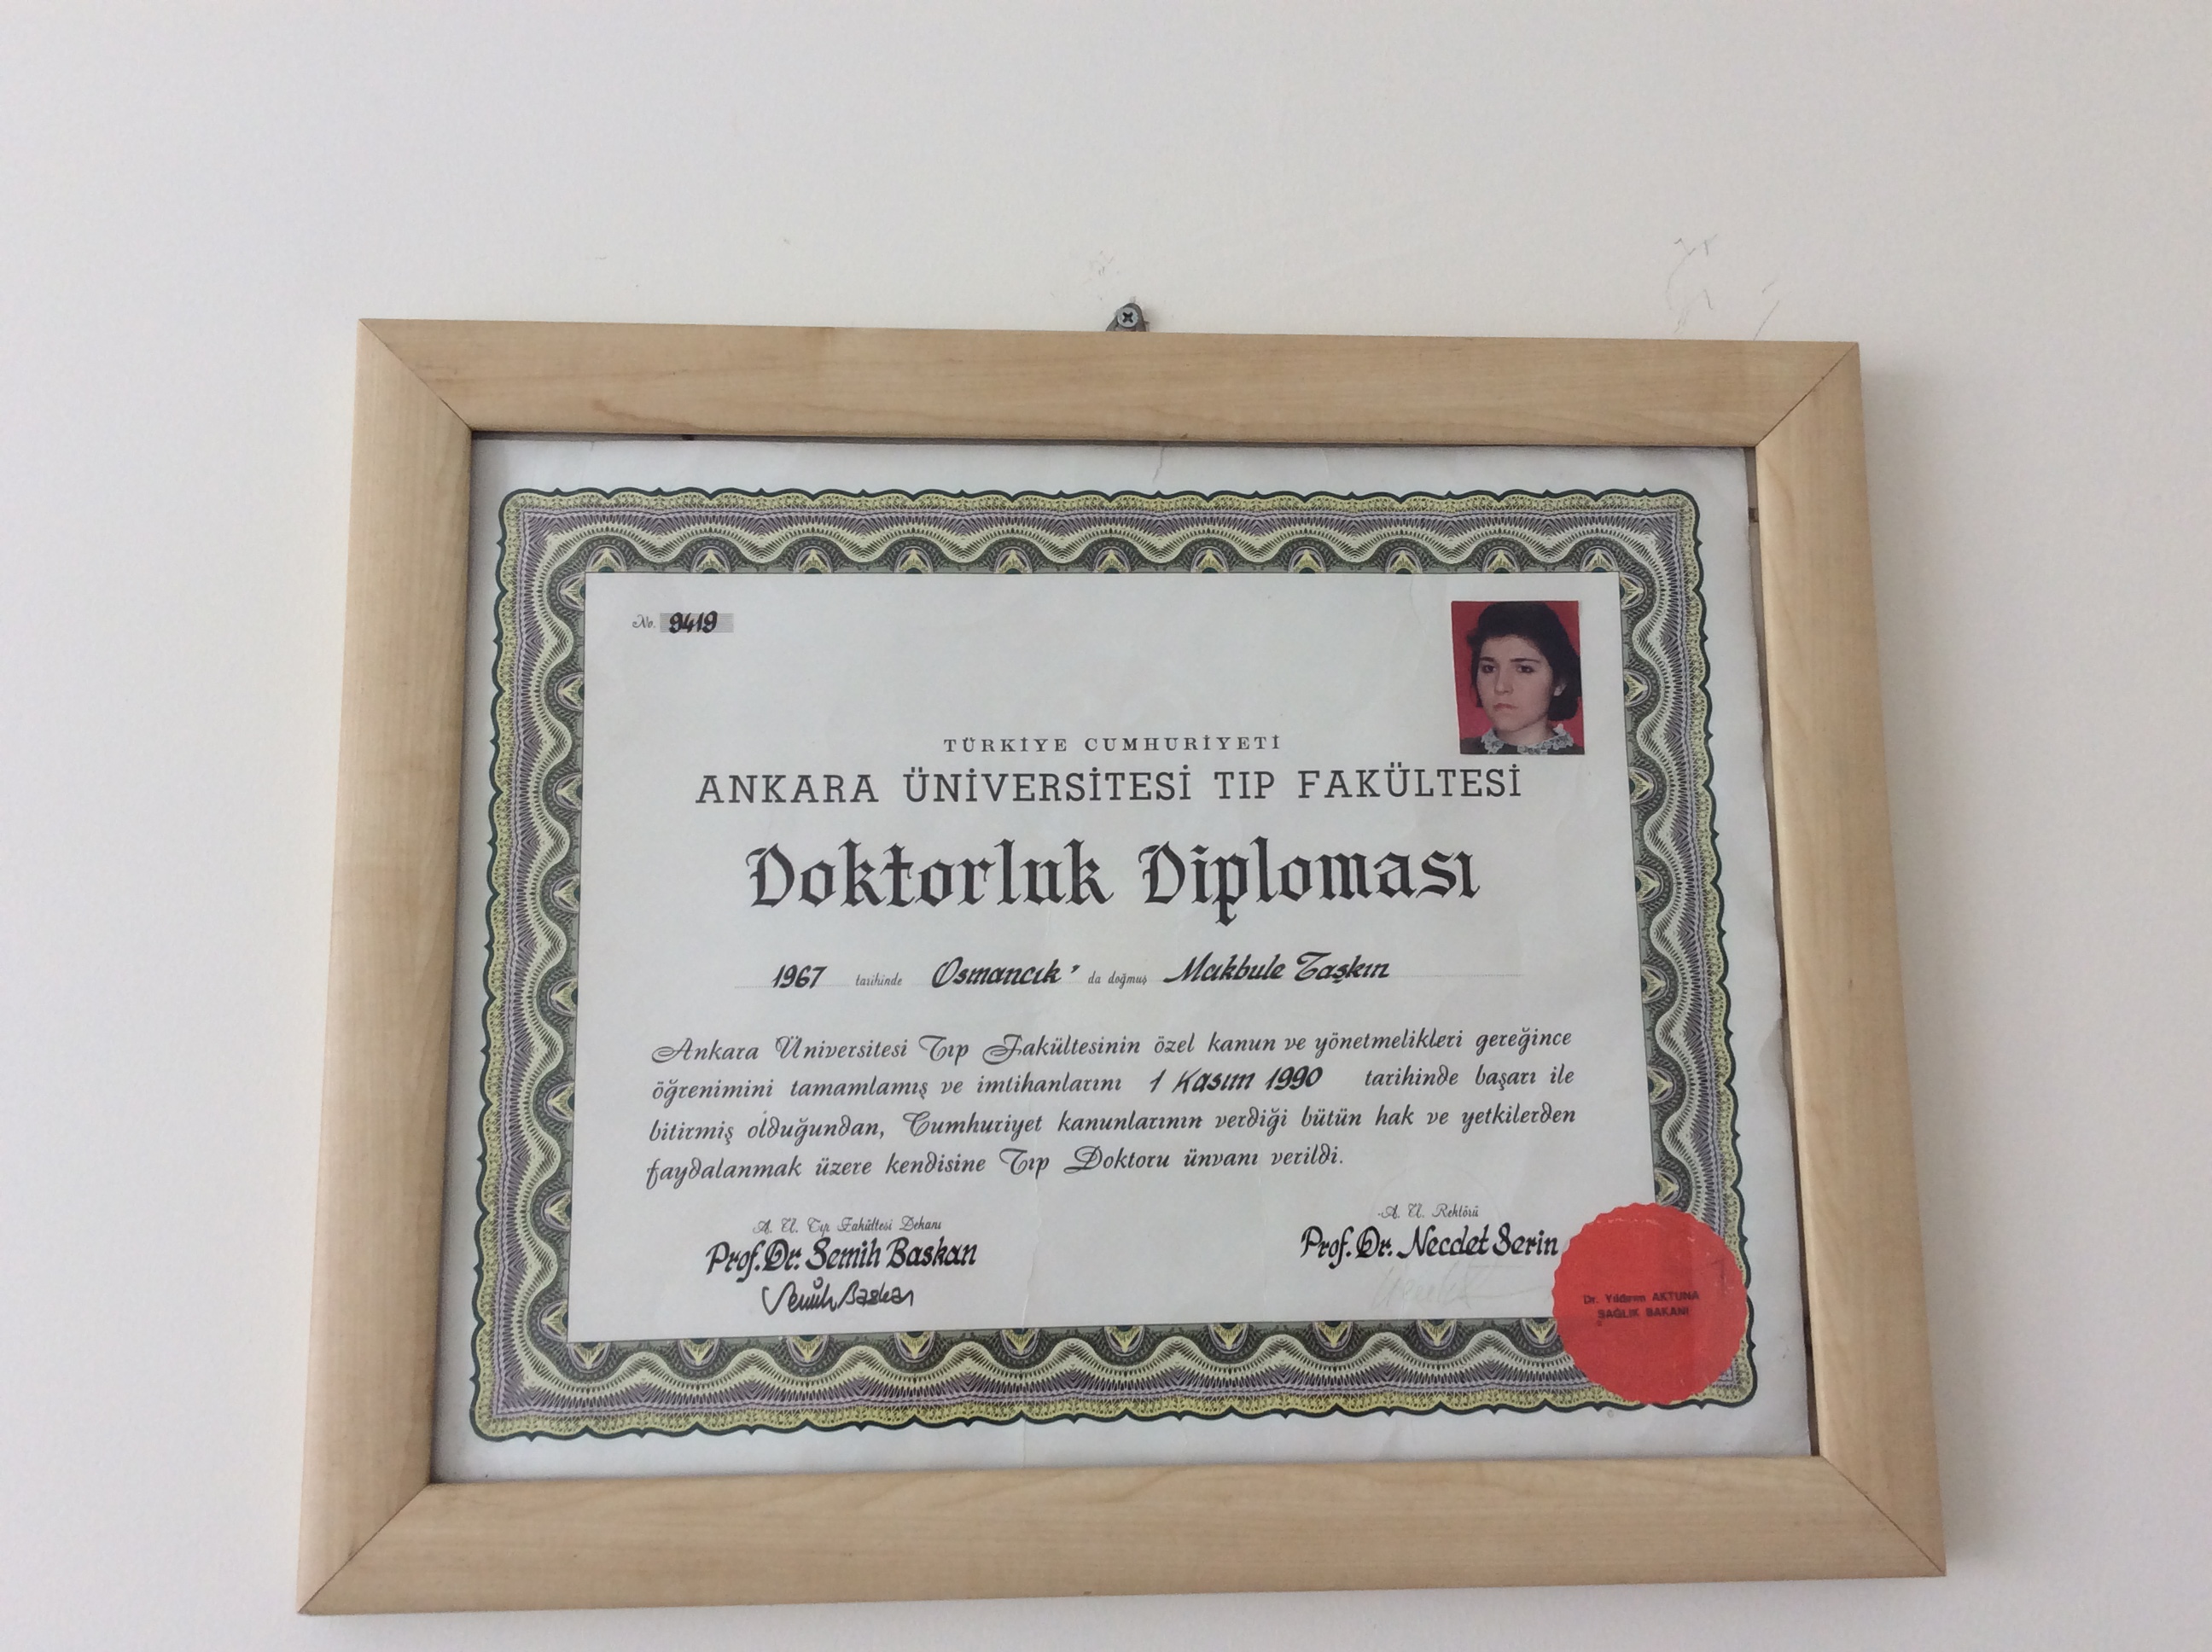 No. 9419
TÜRKİYE CUMHURİYETİ
ANKARA ÜNİVERSİTESİ TIP FAKÜLTESİ
Doktorluk Diploması
1967 tarihinde Osmancık' da doğmuş Makbule Taşkın
Ankara Üniversitesi Tıp Fakültesinin özel kanun ve yönetmelikleri gereğince
öğrenimini tamamlamış ve imtihanlarını 1 Kasım 1990 tarihinde başarı ile
bitirmiş olduğundan, Cumhuriyet kanunlarının verdiği bütün hak ve yetkilerden
faydalanmak üzere kendisine Tıp Doktoru ünvanı verildi.
A. Ü. Tıp Fakültesi Dekanı
Prof. Dr. Semih Baskan
Semih Baskan
A. Ü. Rektörü
Prof. Dr. Necdet Serin
Dr. Yıldırım AKTUNA
SAĞLIK BAKANI